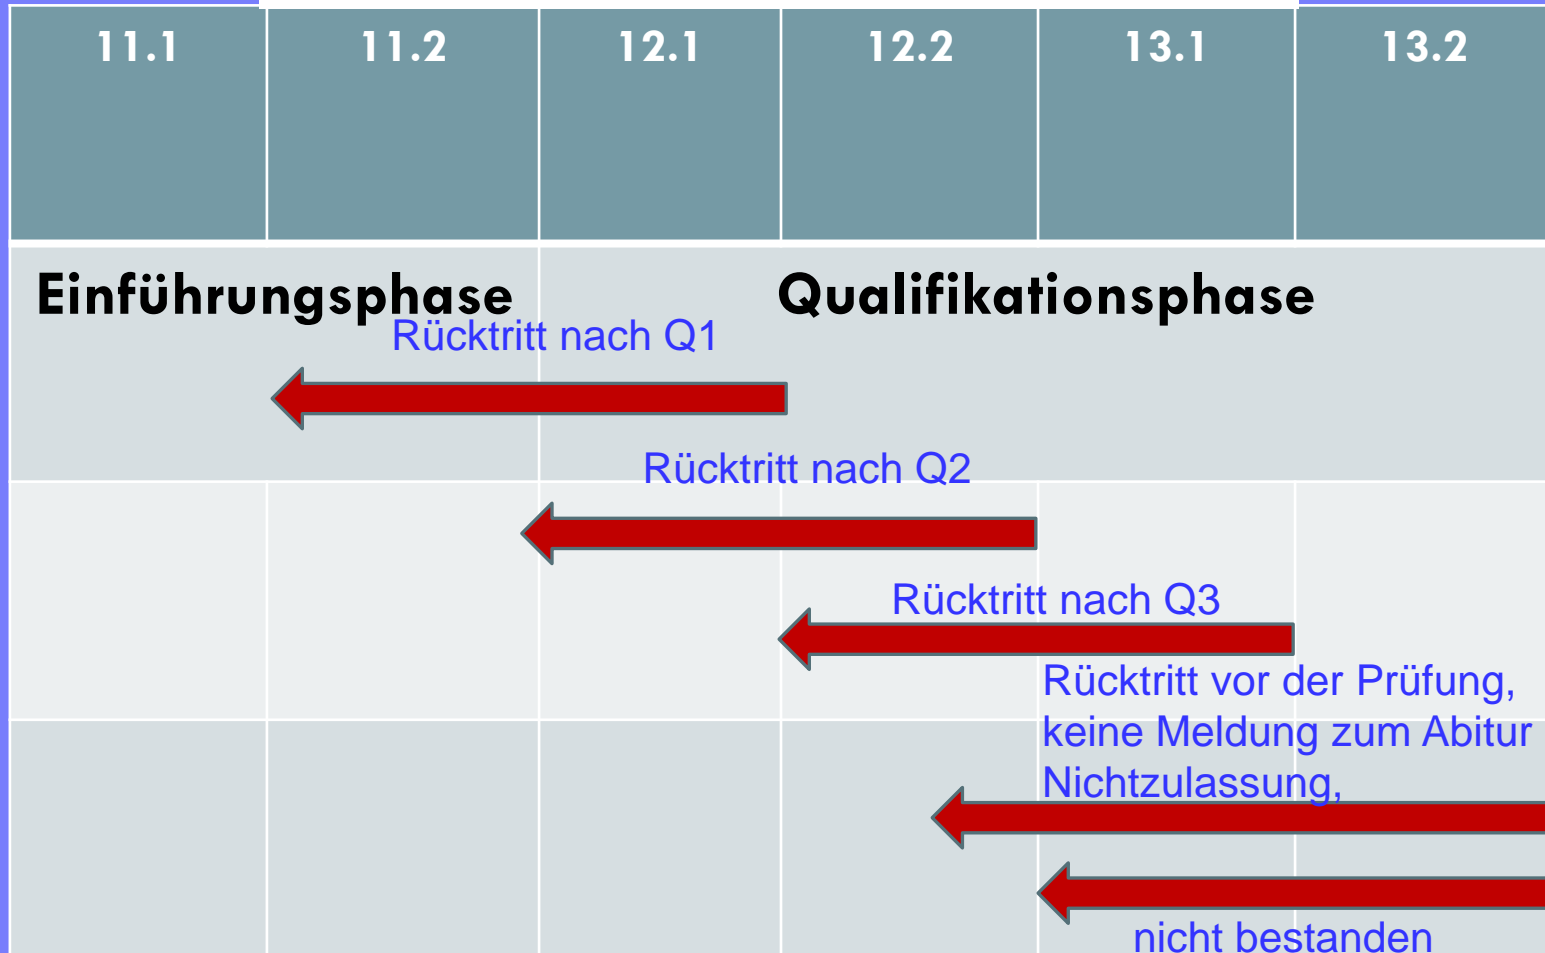 11.1 11.2 12.1 12.2 13.1 13.2
Einführungsphase Qualifikationsphase
Rücktritt nach Q1
Rücktritt nach Q2
Rücktritt nach Q3
Rücktritt vor der Prüfung,
keine Meldung zum Abitur
Nichtzulassung,
nicht bestanden